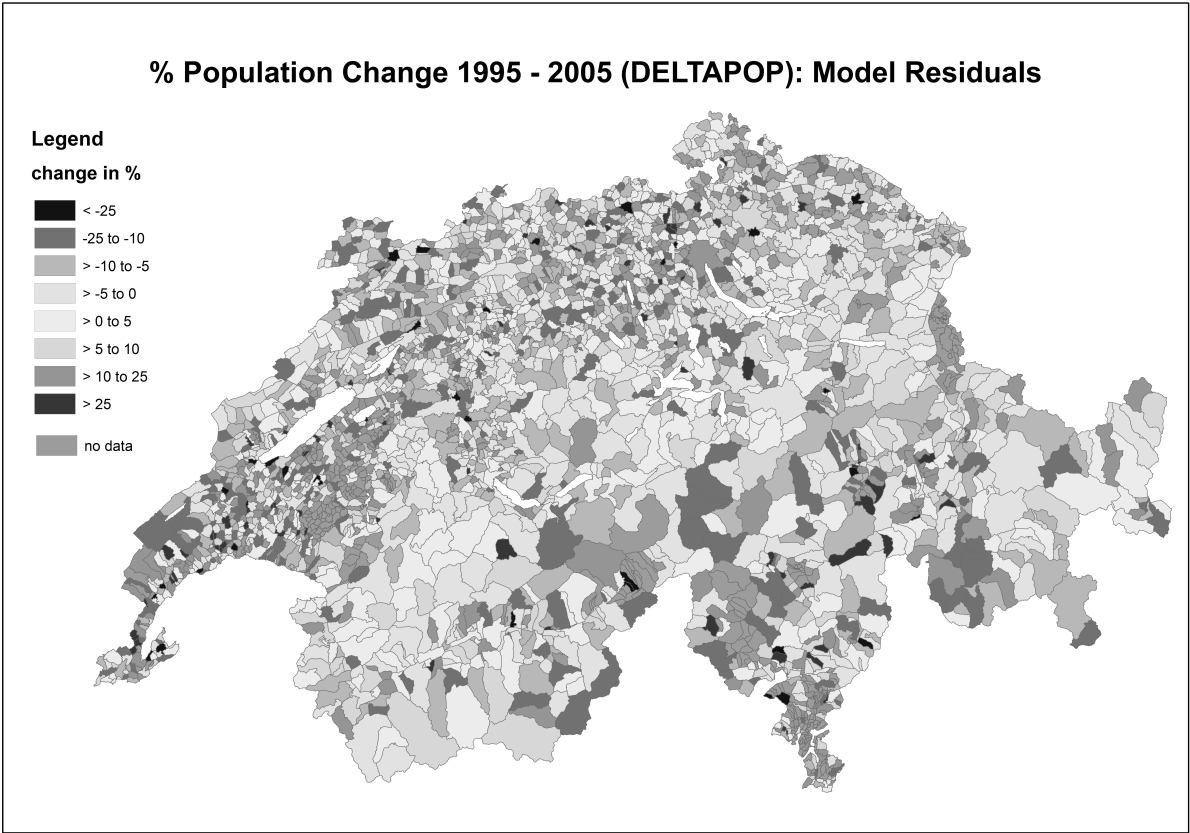 % Population Change 1995 - 2005 (DELTAPOP): Model Residuals
Legend
change in %
< -25
-25 to -10
> -10 to -5
> -5 to 0
> 0 to 5
> 5 to 10
> 10 to 25
> 25
no data